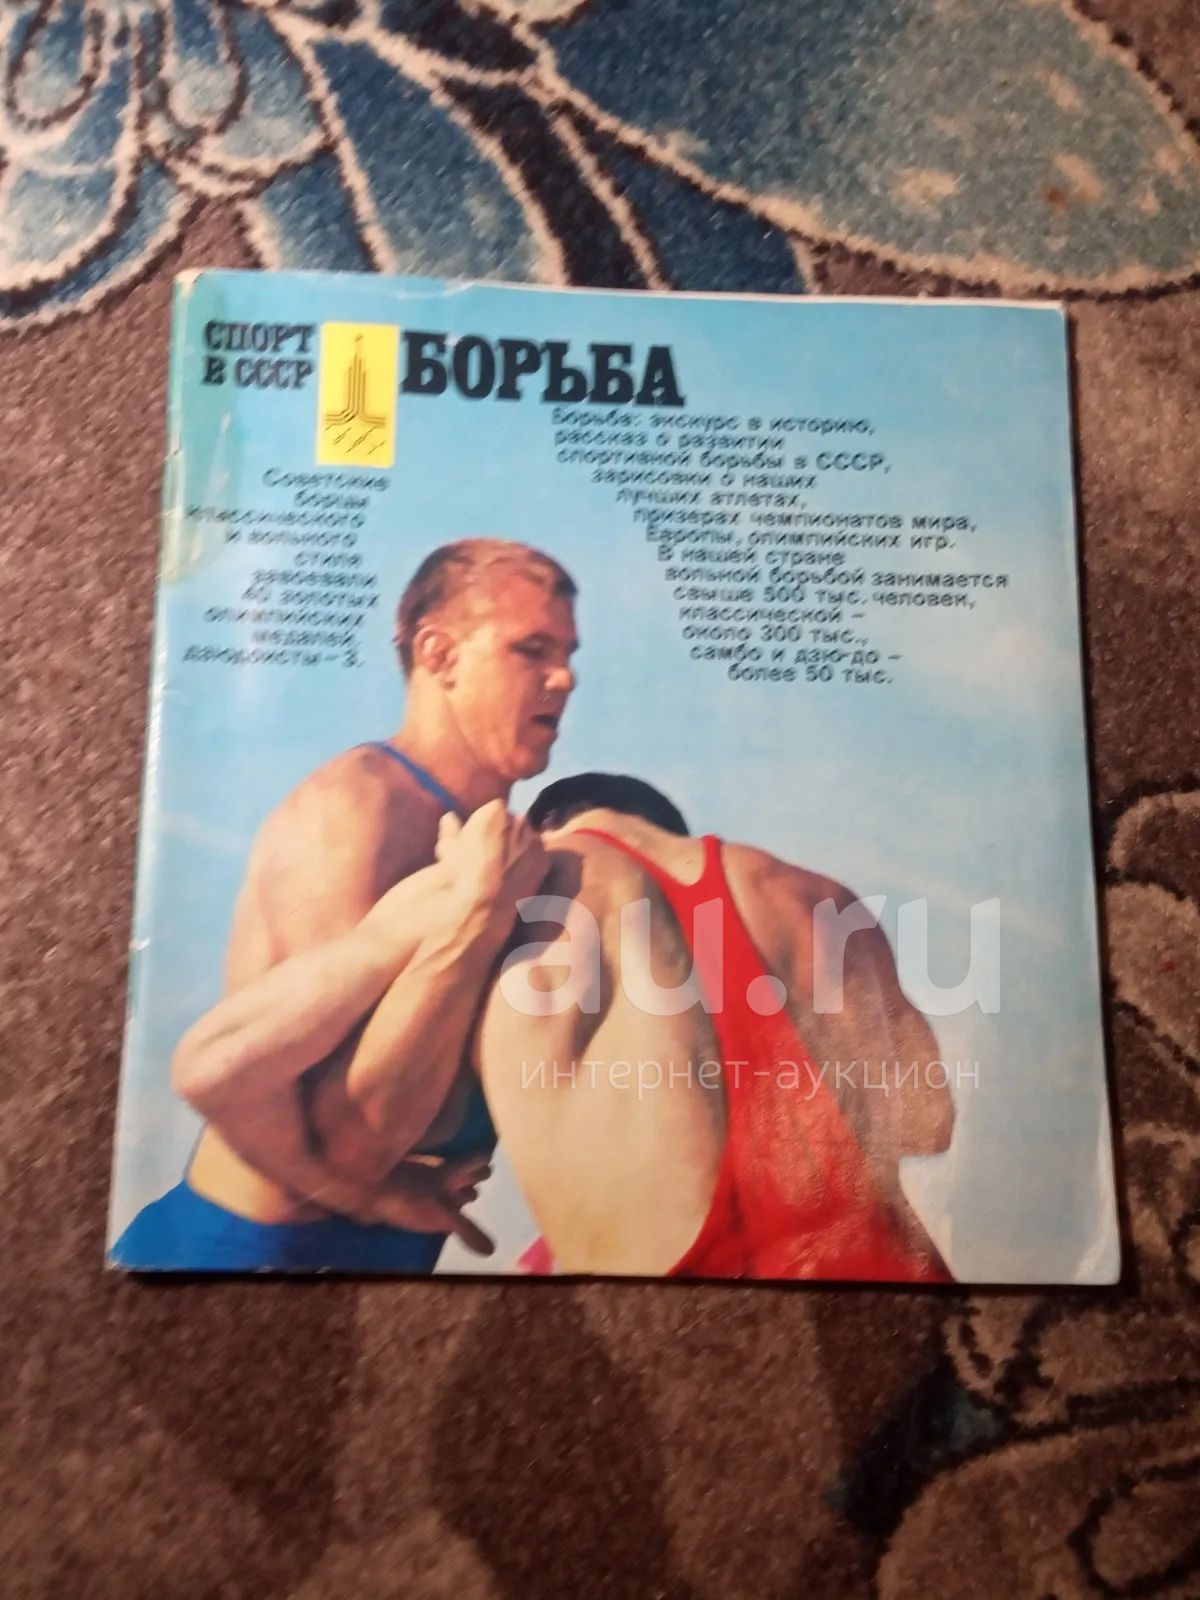 СПОРТ
В СССР
БОРЬБА
Борьба: экскурс в историю,
рассказ о развитии
спортивной борьбы в СССР,
зарисовки о наших
лучших атлетах,
призерах чемпионатов мира,
Европы, олимпийских игр.
В нашей стране
вольной борьбой занимается
свыше 500 тыс. человек,
классической –
около 300 тыс.,
самбо и дзю-до –
более 50 тыс.
Советские
борцы
классического
и вольного
стиля
завоевали
40 золотых
олимпийских
медалей,
дзюдоисты – 3.
au.ru
интернет-аукцион